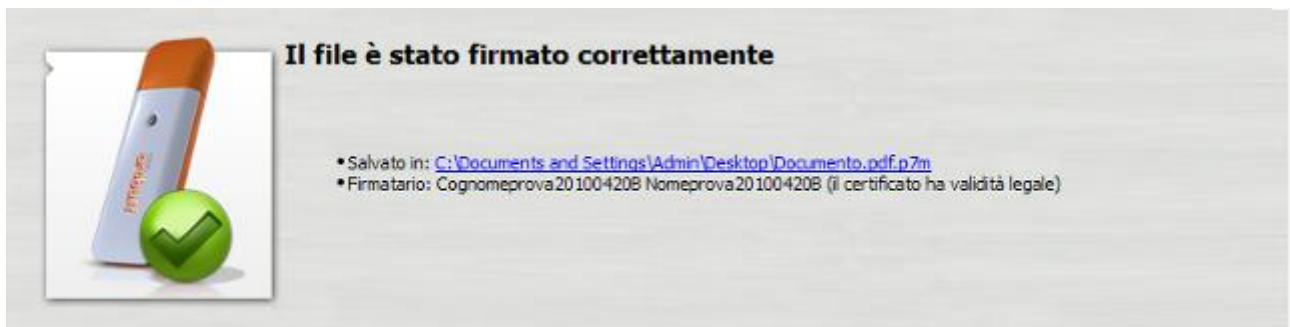 Il file è stato firmato correttamente
• Salvato in: C:\Documents and Settings\Admin\Desktop\Documento.pdf.p7m
• Firmatario: Cognomeprova20100420B Nomeprova20100420B (il certificato ha validità legale)